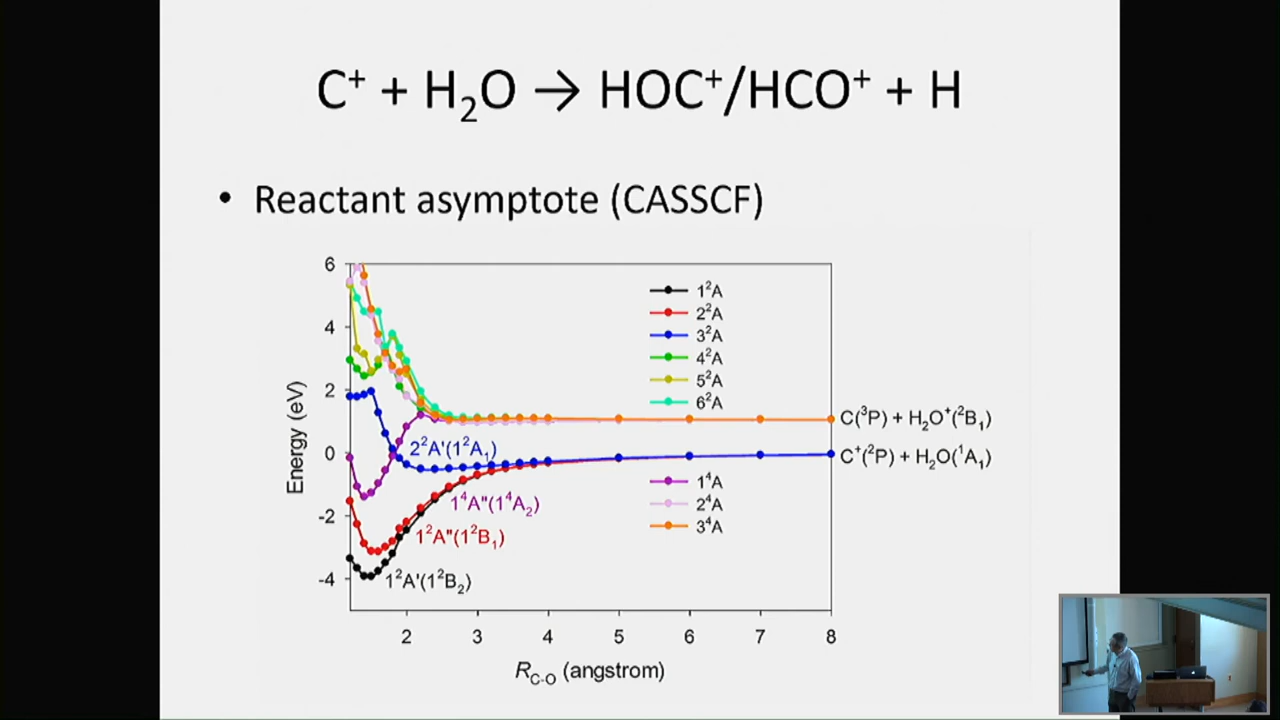 C⁺ + H₂O → HOC⁺/HCO⁺ + H
• Reactant asymptote (CASSCF)
6
4
2
0
-2
-4
Energy (eV)
1²A
2²A
3²A
4²A
5²A
6²A
C(³P) + H₂O⁺(²B₁)
2²A'(1²A₁)
C⁺(²P) + H₂O(¹A₁)
1⁴A
2⁴A
3⁴A
1⁴A"(1⁴A₂)
1²A"(1²B₁)
1²A'(1²B₂)
2 3 4 5 6 7 8
R_C-O (angstrom)